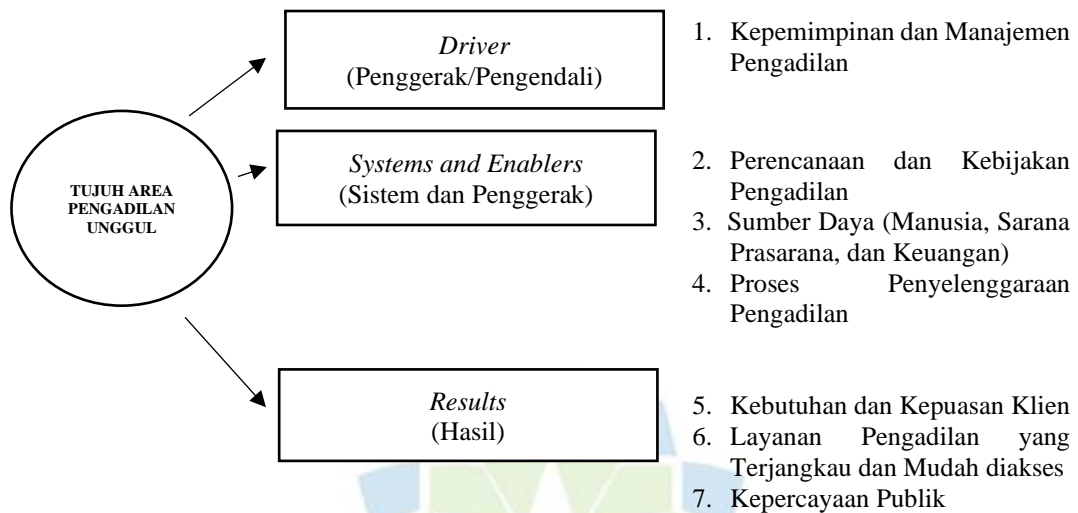 TUJUH AREA
PENGADILAN
UNGGUL
Driver
(Penggerak/Pengendali)
1. Kepemimpinan dan Manajemen
Pengadilan
Systems and Enablers
(Sistem dan Penggerak)
2. Perencanaan dan Kebijakan
Pengadilan
3. Sumber Daya (Manusia, Sarana
Prasarana, dan Keuangan)
4. Proses Penyelenggaraan
Pengadilan
Results
(Hasil)
5. Kebutuhan dan Kepuasan Klien
6. Layanan Pengadilan yang
Terjangkau dan Mudah diakses
7. Kepercayaan Publik